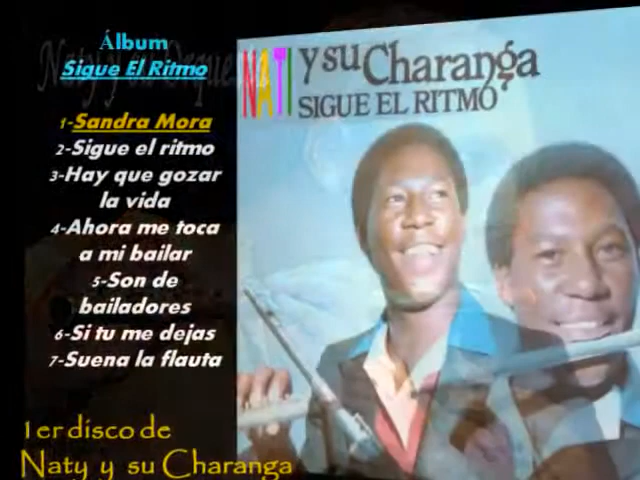 Álbum
Sigue El Ritmo
1-Sandra Mora
2-Sigue el ritmo
3-Hay que gozar
la vida
4-Ahora me toca
a mi bailar
5-Son de
bailadores
6-Si tu me dejas
7-Suena la flauta
1er disco de
Naty y su Charanga
NATI y su Charanga
SIGUE EL RITMO
Naty y su